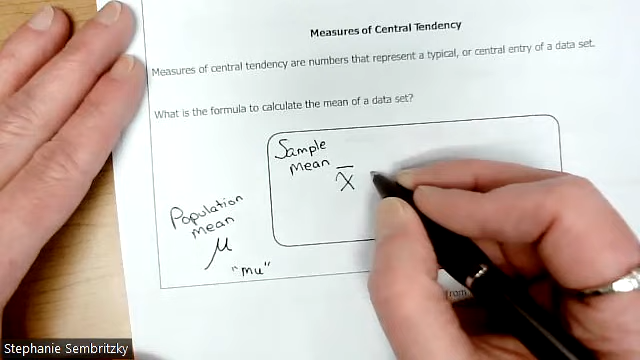 Measures of Central Tendency
Measures of central tendency are numbers that represent a typical, or central entry of a data set.
What is the formula to calculate the mean of a data set?
Sample
mean
x̄
Population
mean
μ
"mu"
from
Stephanie Sembritzky